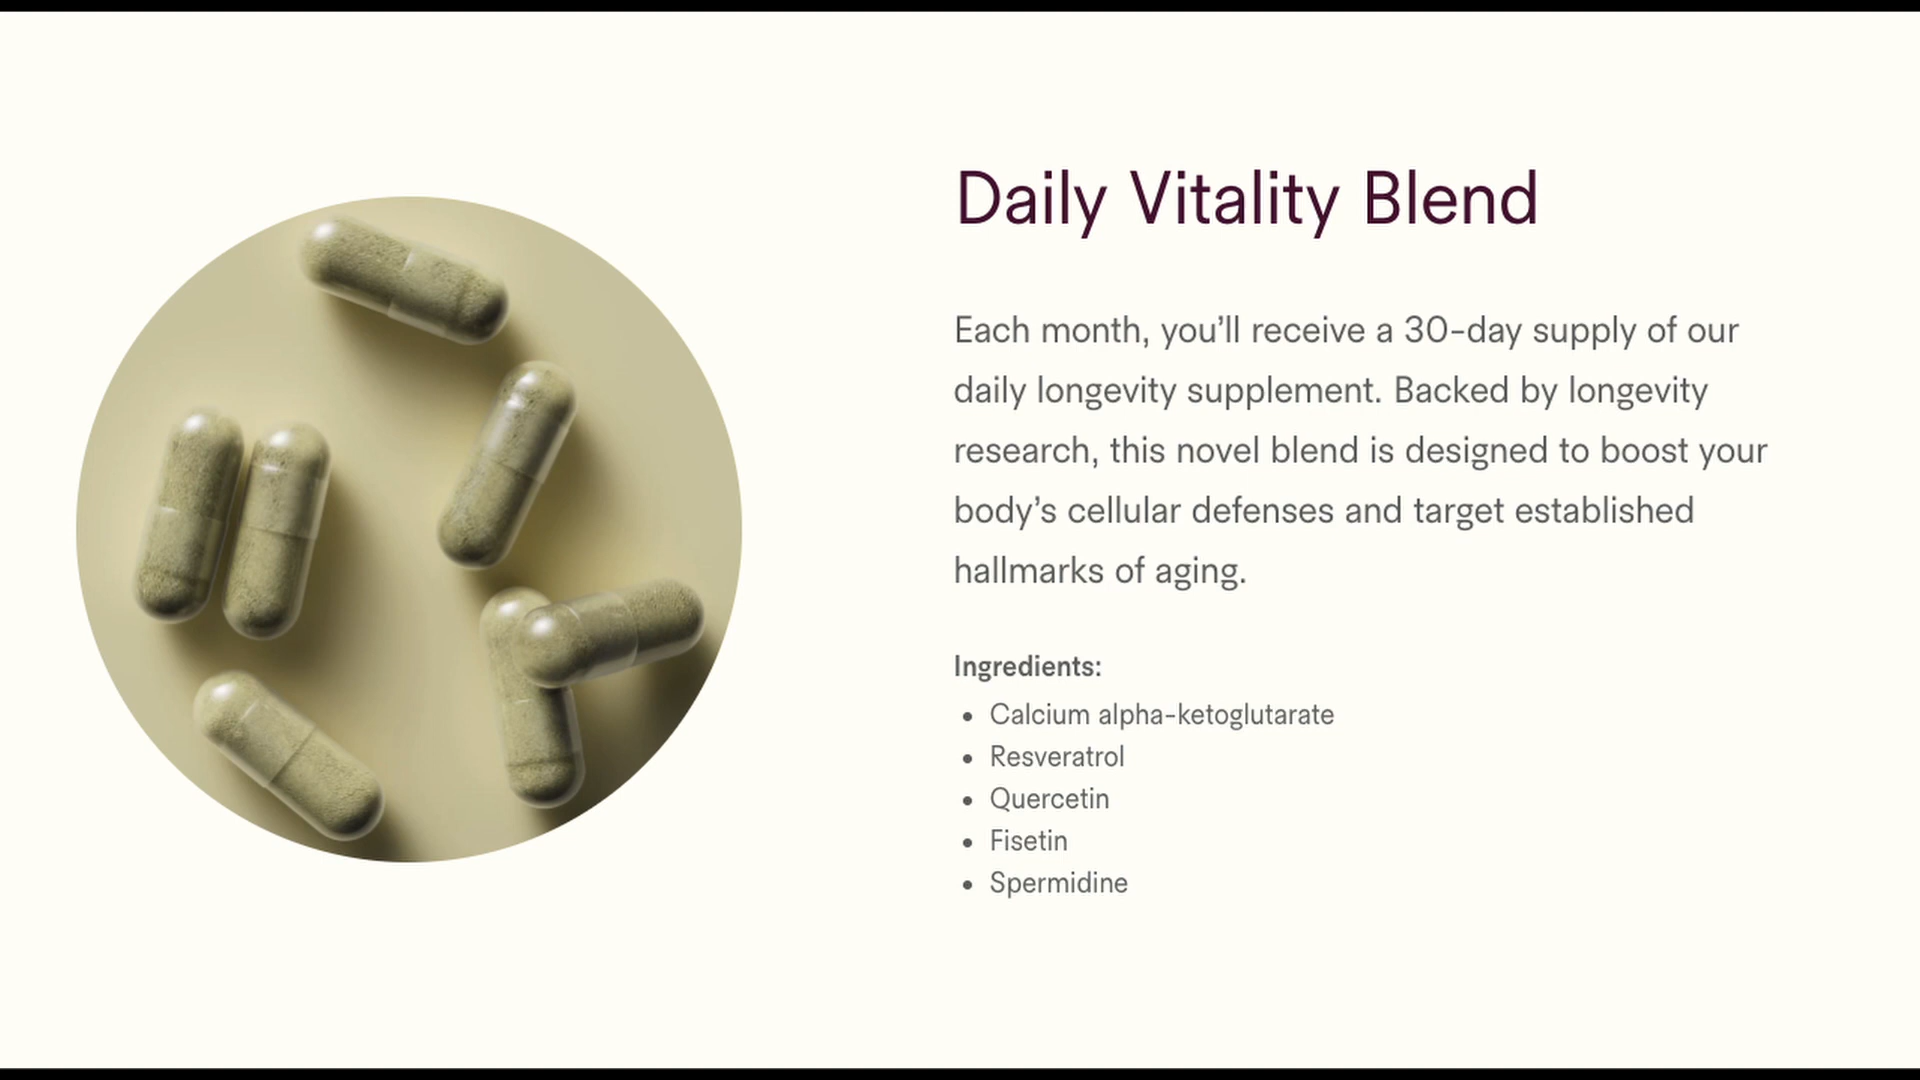 Daily Vitality Blend
Each month, you’ll receive a 30-day supply of our
daily longevity supplement. Backed by longevity
research, this novel blend is designed to boost your
body’s cellular defenses and target established
hallmarks of aging.
Ingredients:
• Calcium alpha-ketoglutarate
• Resveratrol
• Quercetin
• Fisetin
• Spermidine